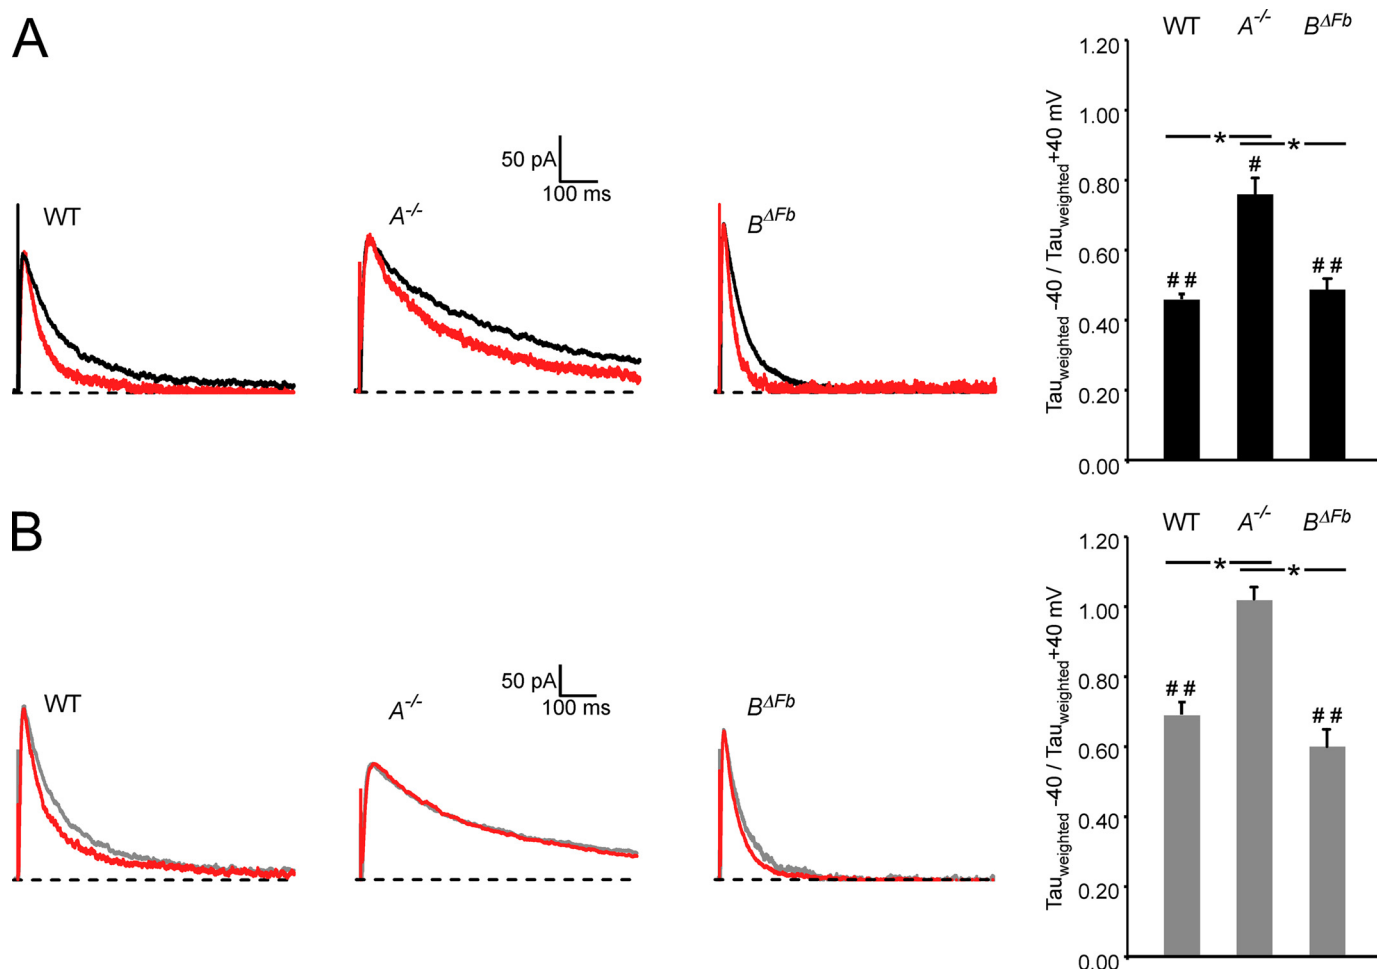 A
WT
A-/-
BΔFb
50 pA
100 ms
WT
A-/-
BΔFb
Tauweighted -40 / Tauweighted+40 mV
1.20
1.00
0.80
0.60
0.40
0.20
0.00
*
*
##
#
##
B
WT
A-/-
BΔFb
50 pA
100 ms
WT
A-/-
BΔFb
Tauweighted -40 / Tauweighted+40 mV
1.20
1.00
0.80
0.60
0.40
0.20
0.00
*
*
##
##